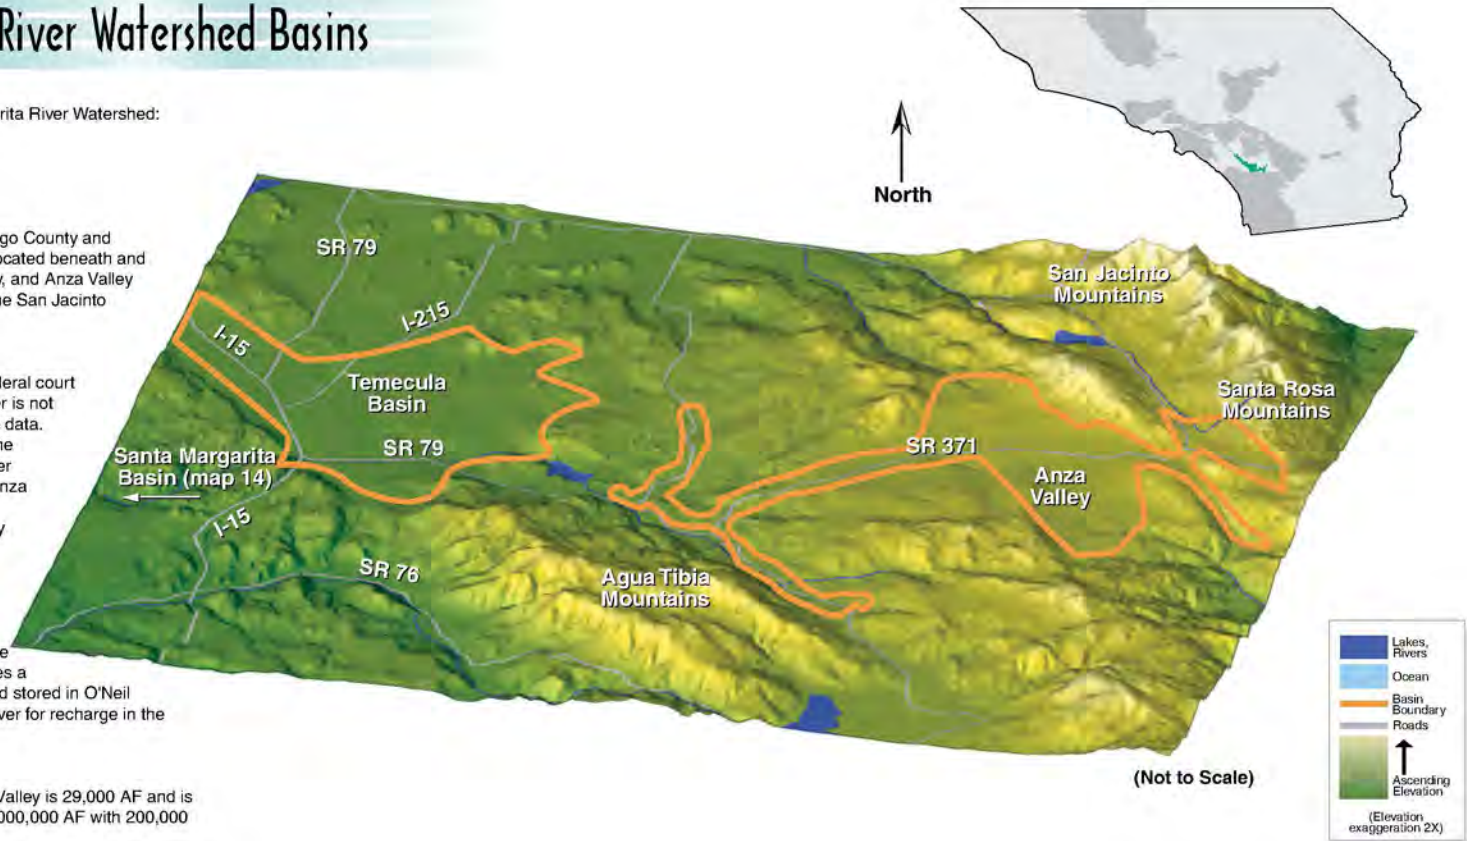 River Watershed Basins
rita River Watershed:
go County and
ocated beneath and
, and Anza Valley
e San Jacinto
deral court
er is not
data.
ne
er
nza
y
e
es a
d stored in O'Neil
ver for recharge in the
Valley is 29,000 AF and is
000,000 AF with 200,000
North
SR 79
I-215
I-15
Temecula
Basin
SR 79
Santa Margarita
Basin (map 14)
I-15
SR 76
Agua Tibia
Mountains
San Jacinto
Mountains
Santa Rosa
Mountains
SR 371
Anza
Valley
(Not to Scale)
Lakes,
Rivers
Ocean
Basin
Boundary
Roads
Ascending
Elevation
(Elevation
exaggeration 2X)